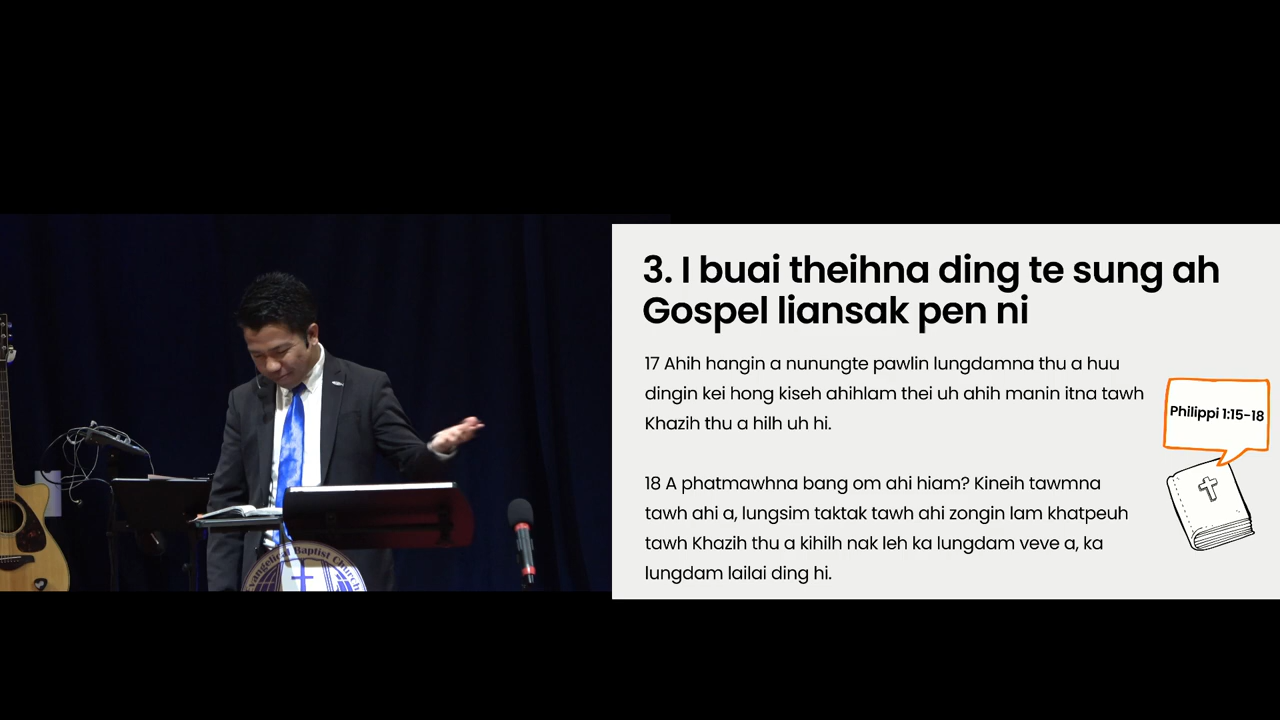 3. I buai theihna ding te sung ah
Gospel liansak pen ni
17 Ahih hangin a nunungte pawlin lungdamna thu a huu
dingin kei hong kiseh ahihlam thei uh ahih manin itna tawh
Khazih thu a hilh uh hi.
Philippi 1:15-18
18 A phatmawhna bang om ahi hiam? Kineih tawmna
tawh ahi a, lungsim taktak tawh ahi zongin lam khatpeuh
tawh Khazih thu a kihilh nak leh ka lungdam veve a, ka
lungdam lailai ding hi.
Evangelical Baptist Church